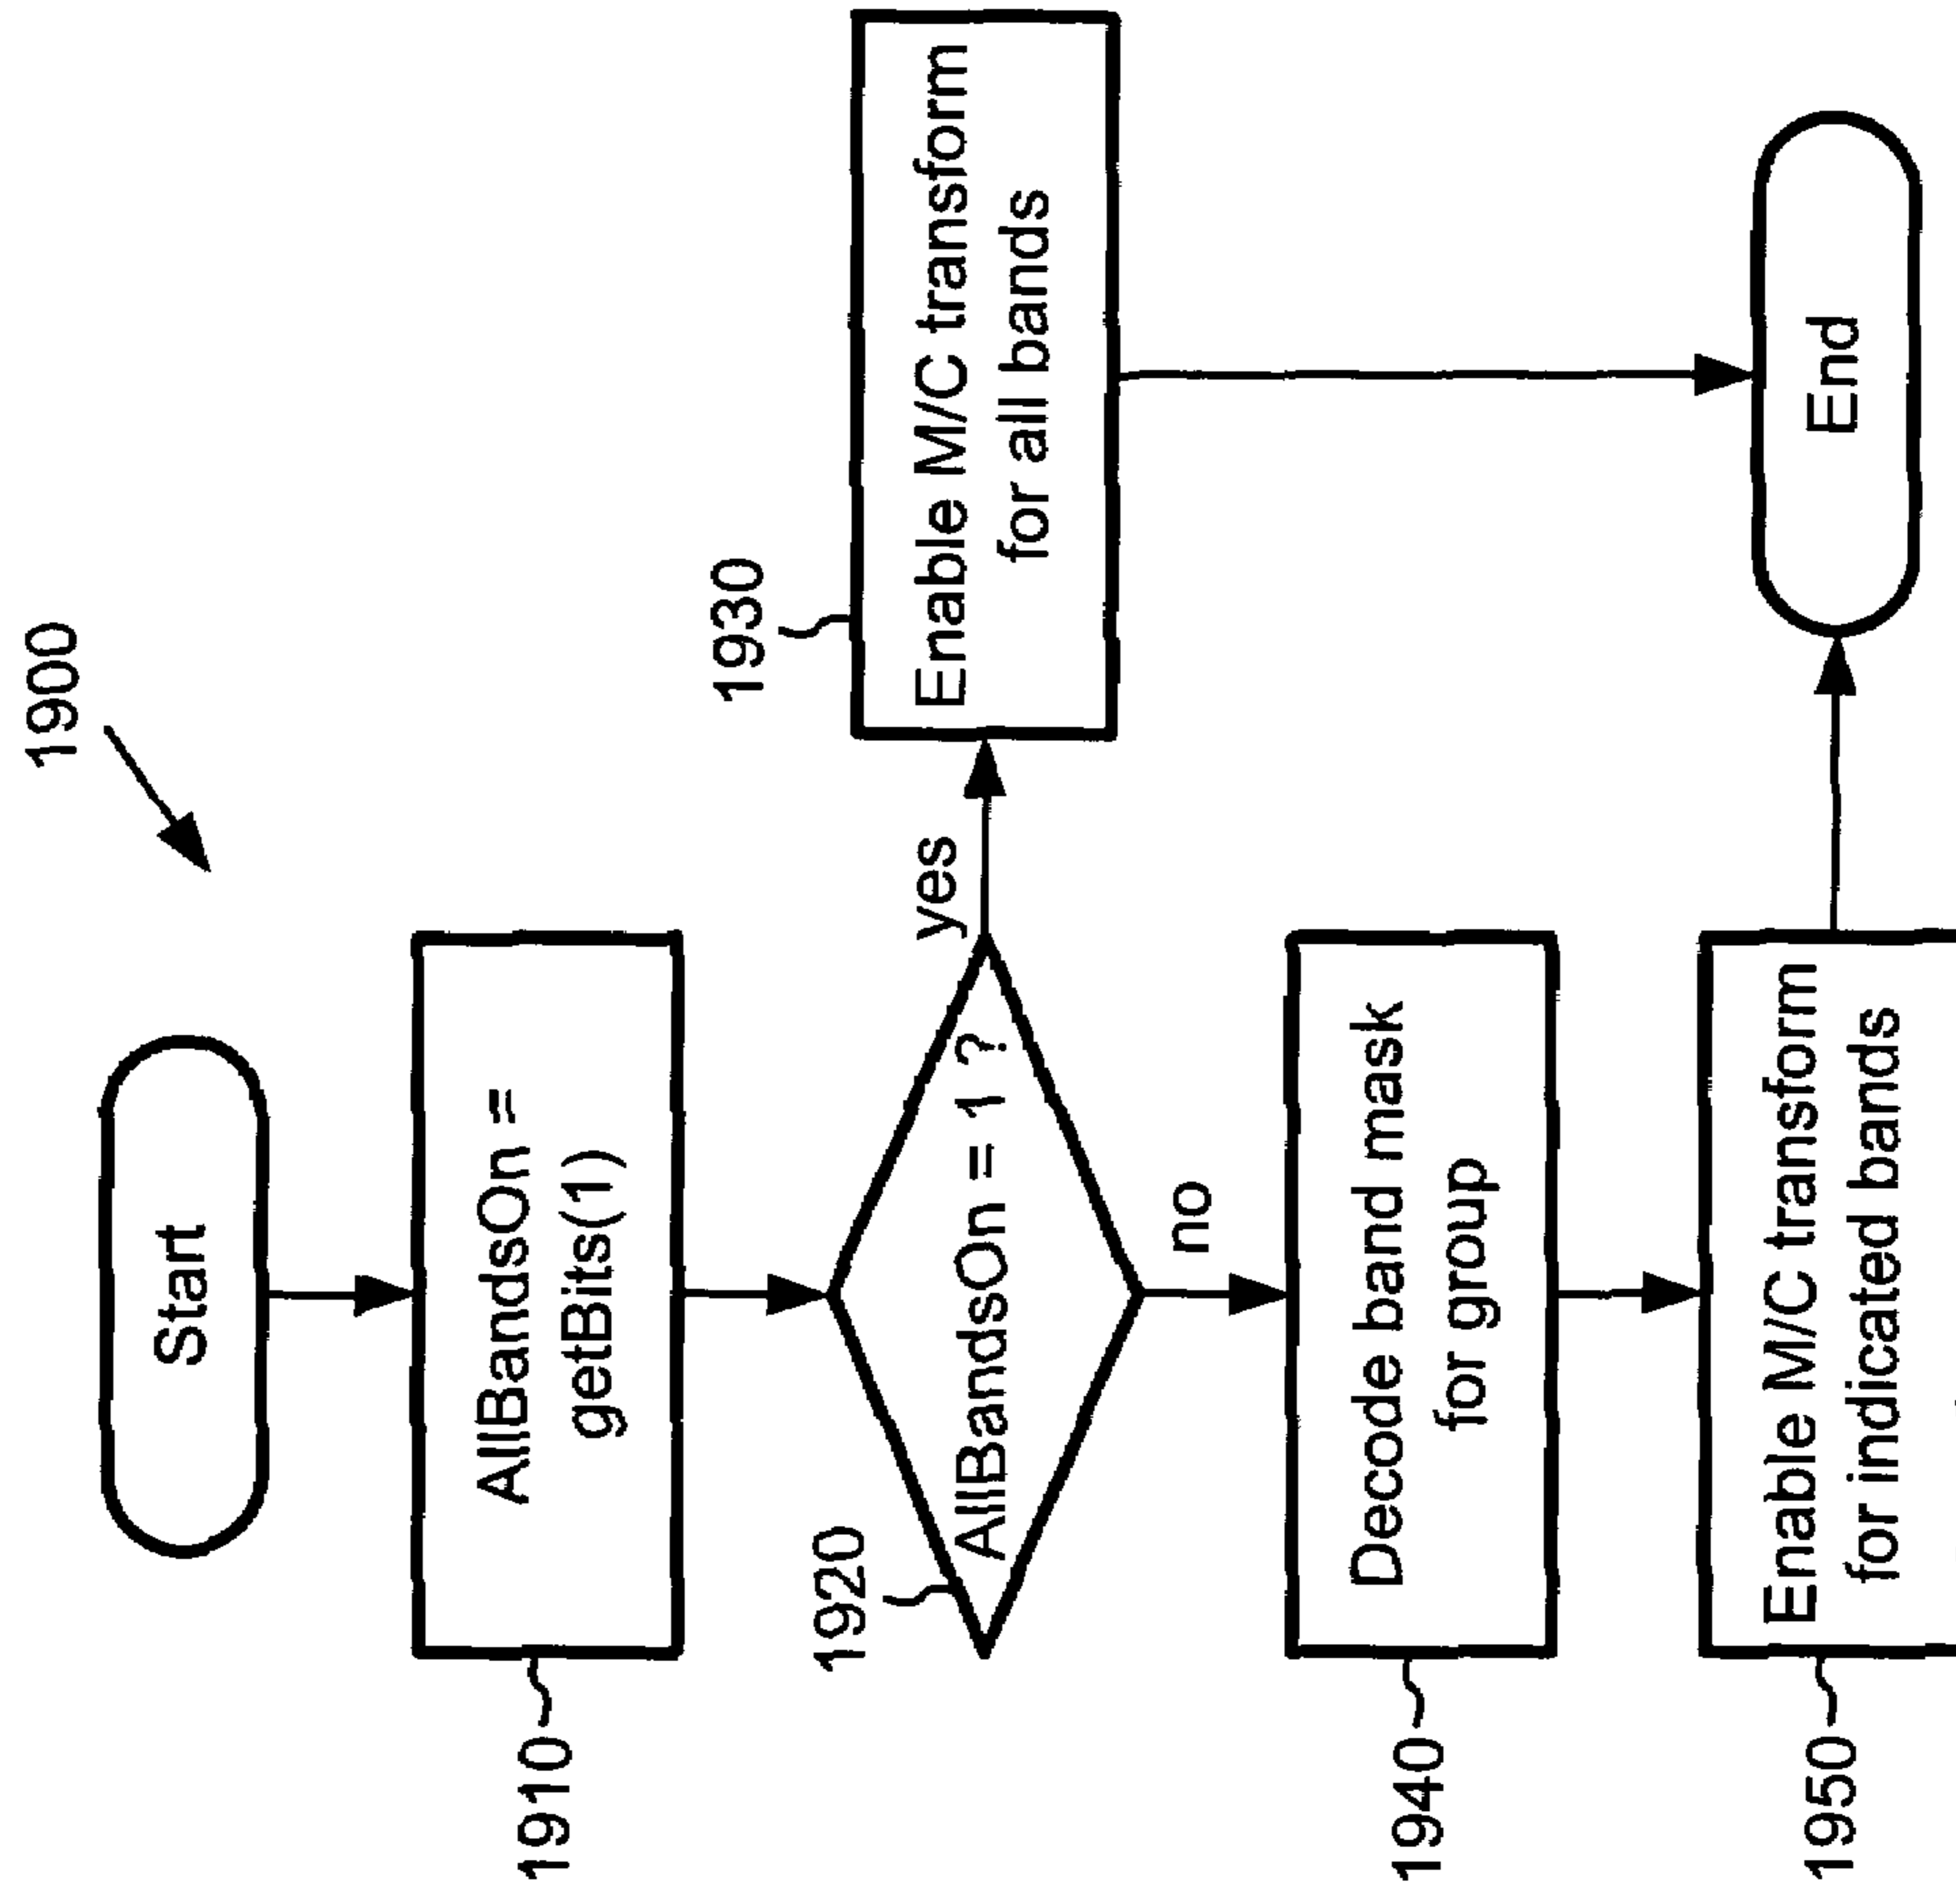 1900
Start
1910
AllBandsOn =
getBits(1)
1920
AllBandsOn = 1 ?
yes
1930
Enable M/C transform
for all bands
no
1940
Decode band mask
for group
1950
Enable M/C transform
for indicated bands
End